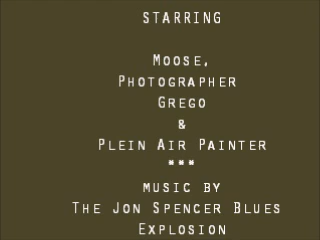 STARRING
MOOSE,
PHOTOGRAPHER
GREGO
&
PLEIN AIR PAINTER
***
MUSIC BY
THE JON SPENCER BLUES
EXPLOSION